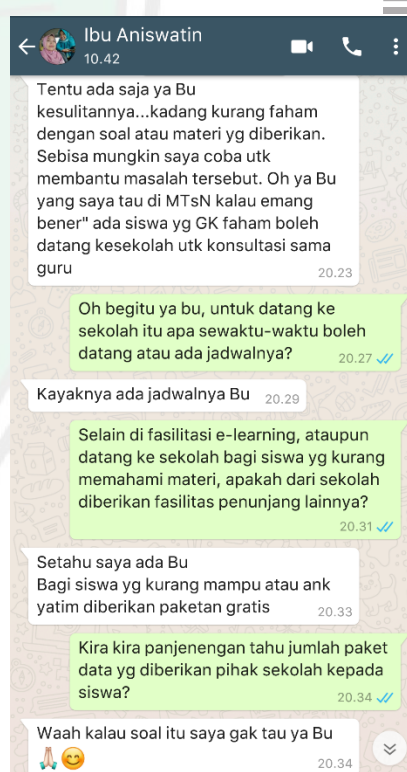 Ibu Aniswatin
10.42
Tentu ada saja ya Bu
kesulitannya...kadang kurang faham
dengan soal atau materi yg diberikan.
Sebisa mungkin saya coba utk
membantu masalah tersebut. Oh ya Bu
yang saya tau di MTsN kalau emang
bener" ada siswa yg GK faham boleh
datang kesekolah utk konsultasi sama
guru
20.23
Oh begitu ya bu, untuk datang ke
sekolah itu apa sewaktu-waktu boleh
datang atau ada jadwalnya?
20.27
Kayaknya ada jadwalnya Bu 20.29
Selain di fasilitasi e-learning, ataupun
datang ke sekolah bagi siswa yg kurang
memahami materi, apakah dari sekolah
diberikan fasilitas penunjang lainnya?
20.31
Setahu saya ada Bu
Bagi siswa yg kurang mampu atau ank
yatim diberikan paketan gratis
20.33
Kira kira panjenengan tahu jumlah paket
data yg diberikan pihak sekolah kepada
siswa?
20.34
Waah kalau soal itu saya gak tau ya Bu
🙏🏻😊
20.34